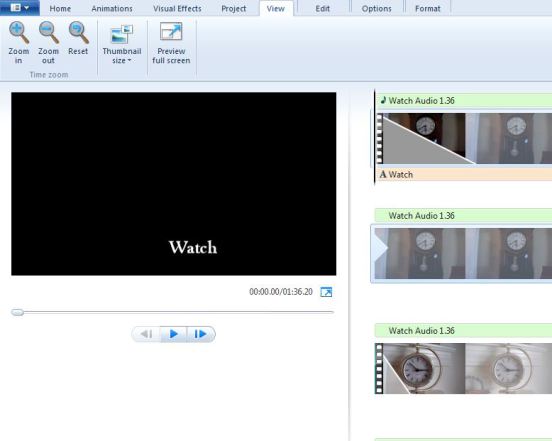 Home Animations Visual Effects Project View Edit Options Format
Zoom in
Zoom out
Reset
Thumbnail size
Preview full screen
Time zoom
Watch
00:00.00/01:36.20
Watch Audio 1.36
A Watch
Watch Audio 1.36
Watch Audio 1.36